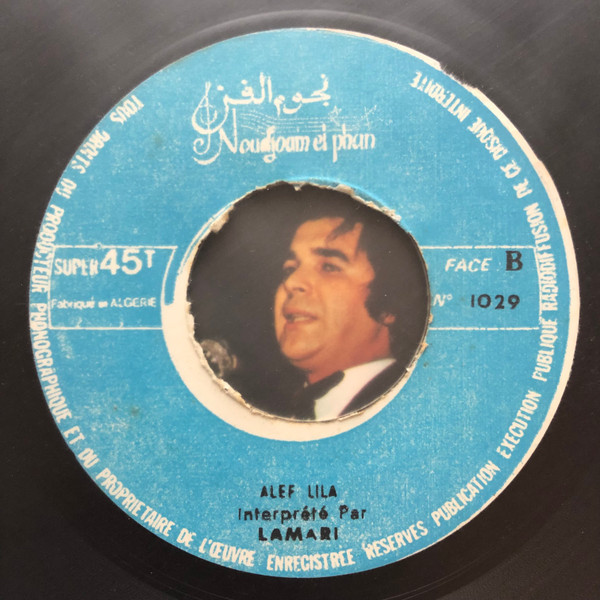 نجوم الفن
Noudjoum el phan
SUPER 45T
Fabriqué en ALGERIE
FACE B
N° 1029
ALEF LILA
Interprété Par
LAMARI
TOUS DROITS DU PRODUCTEUR PHONOGRAPHIQUE ET DU PROPRIETAIRE DE L'ŒUVRE ENREGISTREE RESERVES PUBLICATION EXECUTION PUBLIQUE RADIODIFFUSION DE CE DISQUE INTERDITE